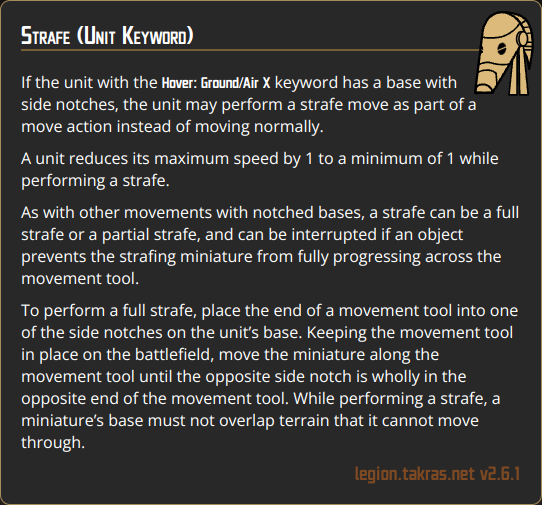 Strafe (Unit Keyword)
If the unit with the Hover: Ground/Air X keyword has a base with
side notches, the unit may perform a strafe move as part of a
move action instead of moving normally.
A unit reduces its maximum speed by 1 to a minimum of 1 while
performing a strafe.
As with other movements with notched bases, a strafe can be a full
strafe or a partial strafe, and can be interrupted if an object
prevents the strafing miniature from fully progressing across the
movement tool.
To perform a full strafe, place the end of a movement tool into one
of the side notches on the unit’s base. Keeping the movement tool
in place on the battlefield, move the miniature along the
movement tool until the opposite side notch is wholly in the
opposite end of the movement tool. While performing a strafe, a
miniature’s base must not overlap terrain that it cannot move
through.
legion.takras.net v2.6.1